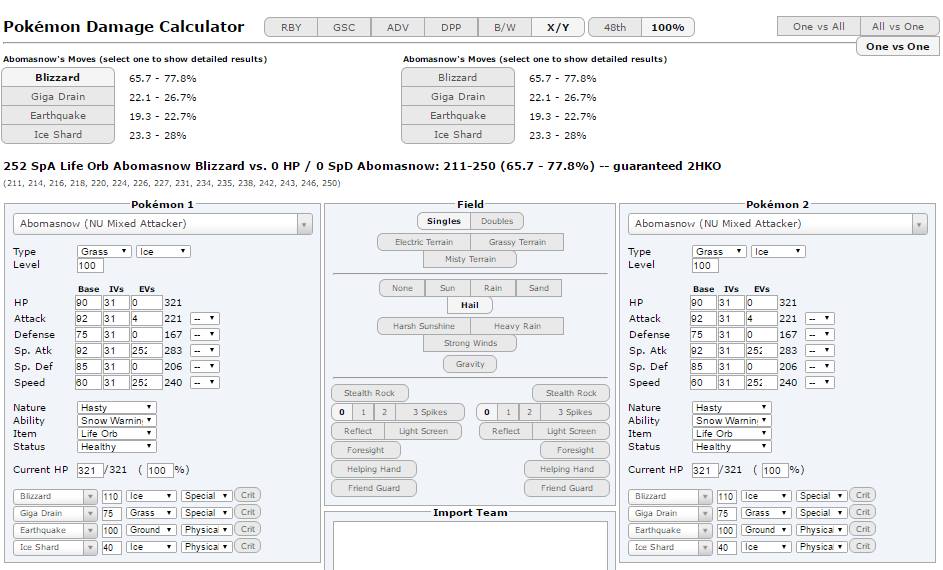 Pokémon Damage Calculator RBY GSC ADV DPP B/W X/Y 48th 100% One vs All All vs One
One vs One
Abomasnow's Moves (select one to show detailed results) Abomasnow's Moves (select one to show detailed results)
Blizzard 65.7 - 77.8% Blizzard 65.7 - 77.8%
Giga Drain 22.1 - 26.7% Giga Drain 22.1 - 26.7%
Earthquake 19.3 - 22.7% Earthquake 19.3 - 22.7%
Ice Shard 23.3 - 28% Ice Shard 23.3 - 28%
252 SpA Life Orb Abomasnow Blizzard vs. 0 HP / 0 SpD Abomasnow: 211-250 (65.7 - 77.8%) -- guaranteed 2HKO
(211, 214, 216, 218, 220, 224, 226, 227, 231, 234, 235, 238, 242, 243, 246, 250)
Pokémon 1
Abomasnow (NU Mixed Attacker)
Type Grass Ice
Level 100
Base IVs EVs
HP 90 31 0 321
Attack 92 31 4 221 --
Defense 75 31 0 167 --
Sp. Atk 92 31 252 283 --
Sp. Def 85 31 0 206 --
Speed 60 31 252 240 --
Nature Hasty
Ability Snow Warning
Item Life Orb
Status Healthy
Current HP 321/321 (100%)
Blizzard 110 Ice Special Crit
Giga Drain 75 Grass Special Crit
Earthquake 100 Ground Physical Crit
Ice Shard 40 Ice Physical Crit
Field
Singles Doubles
Electric Terrain Grassy Terrain
Misty Terrain
None Sun Rain Sand
Hail
Harsh Sunshine Heavy Rain
Strong Winds
Gravity
Stealth Rock Stealth Rock
0 1 2 3 Spikes 0 1 2 3 Spikes
Reflect Light Screen Reflect Light Screen
Foresight Foresight
Helping Hand Helping Hand
Friend Guard Friend Guard
Import Team
Pokémon 2
Abomasnow (NU Mixed Attacker)
Type Grass Ice
Level 100
Base IVs EVs
HP 90 31 0 321
Attack 92 31 4 221 --
Defense 75 31 0 167 --
Sp. Atk 92 31 252 283 --
Sp. Def 85 31 0 206 --
Speed 60 31 252 240 --
Nature Hasty
Ability Snow Warning
Item Life Orb
Status Healthy
Current HP 321/321 (100%)
Blizzard 110 Ice Special Crit
Giga Drain 75 Grass Special Crit
Earthquake 100 Ground Physical Crit
Ice Shard 40 Ice Physical Crit